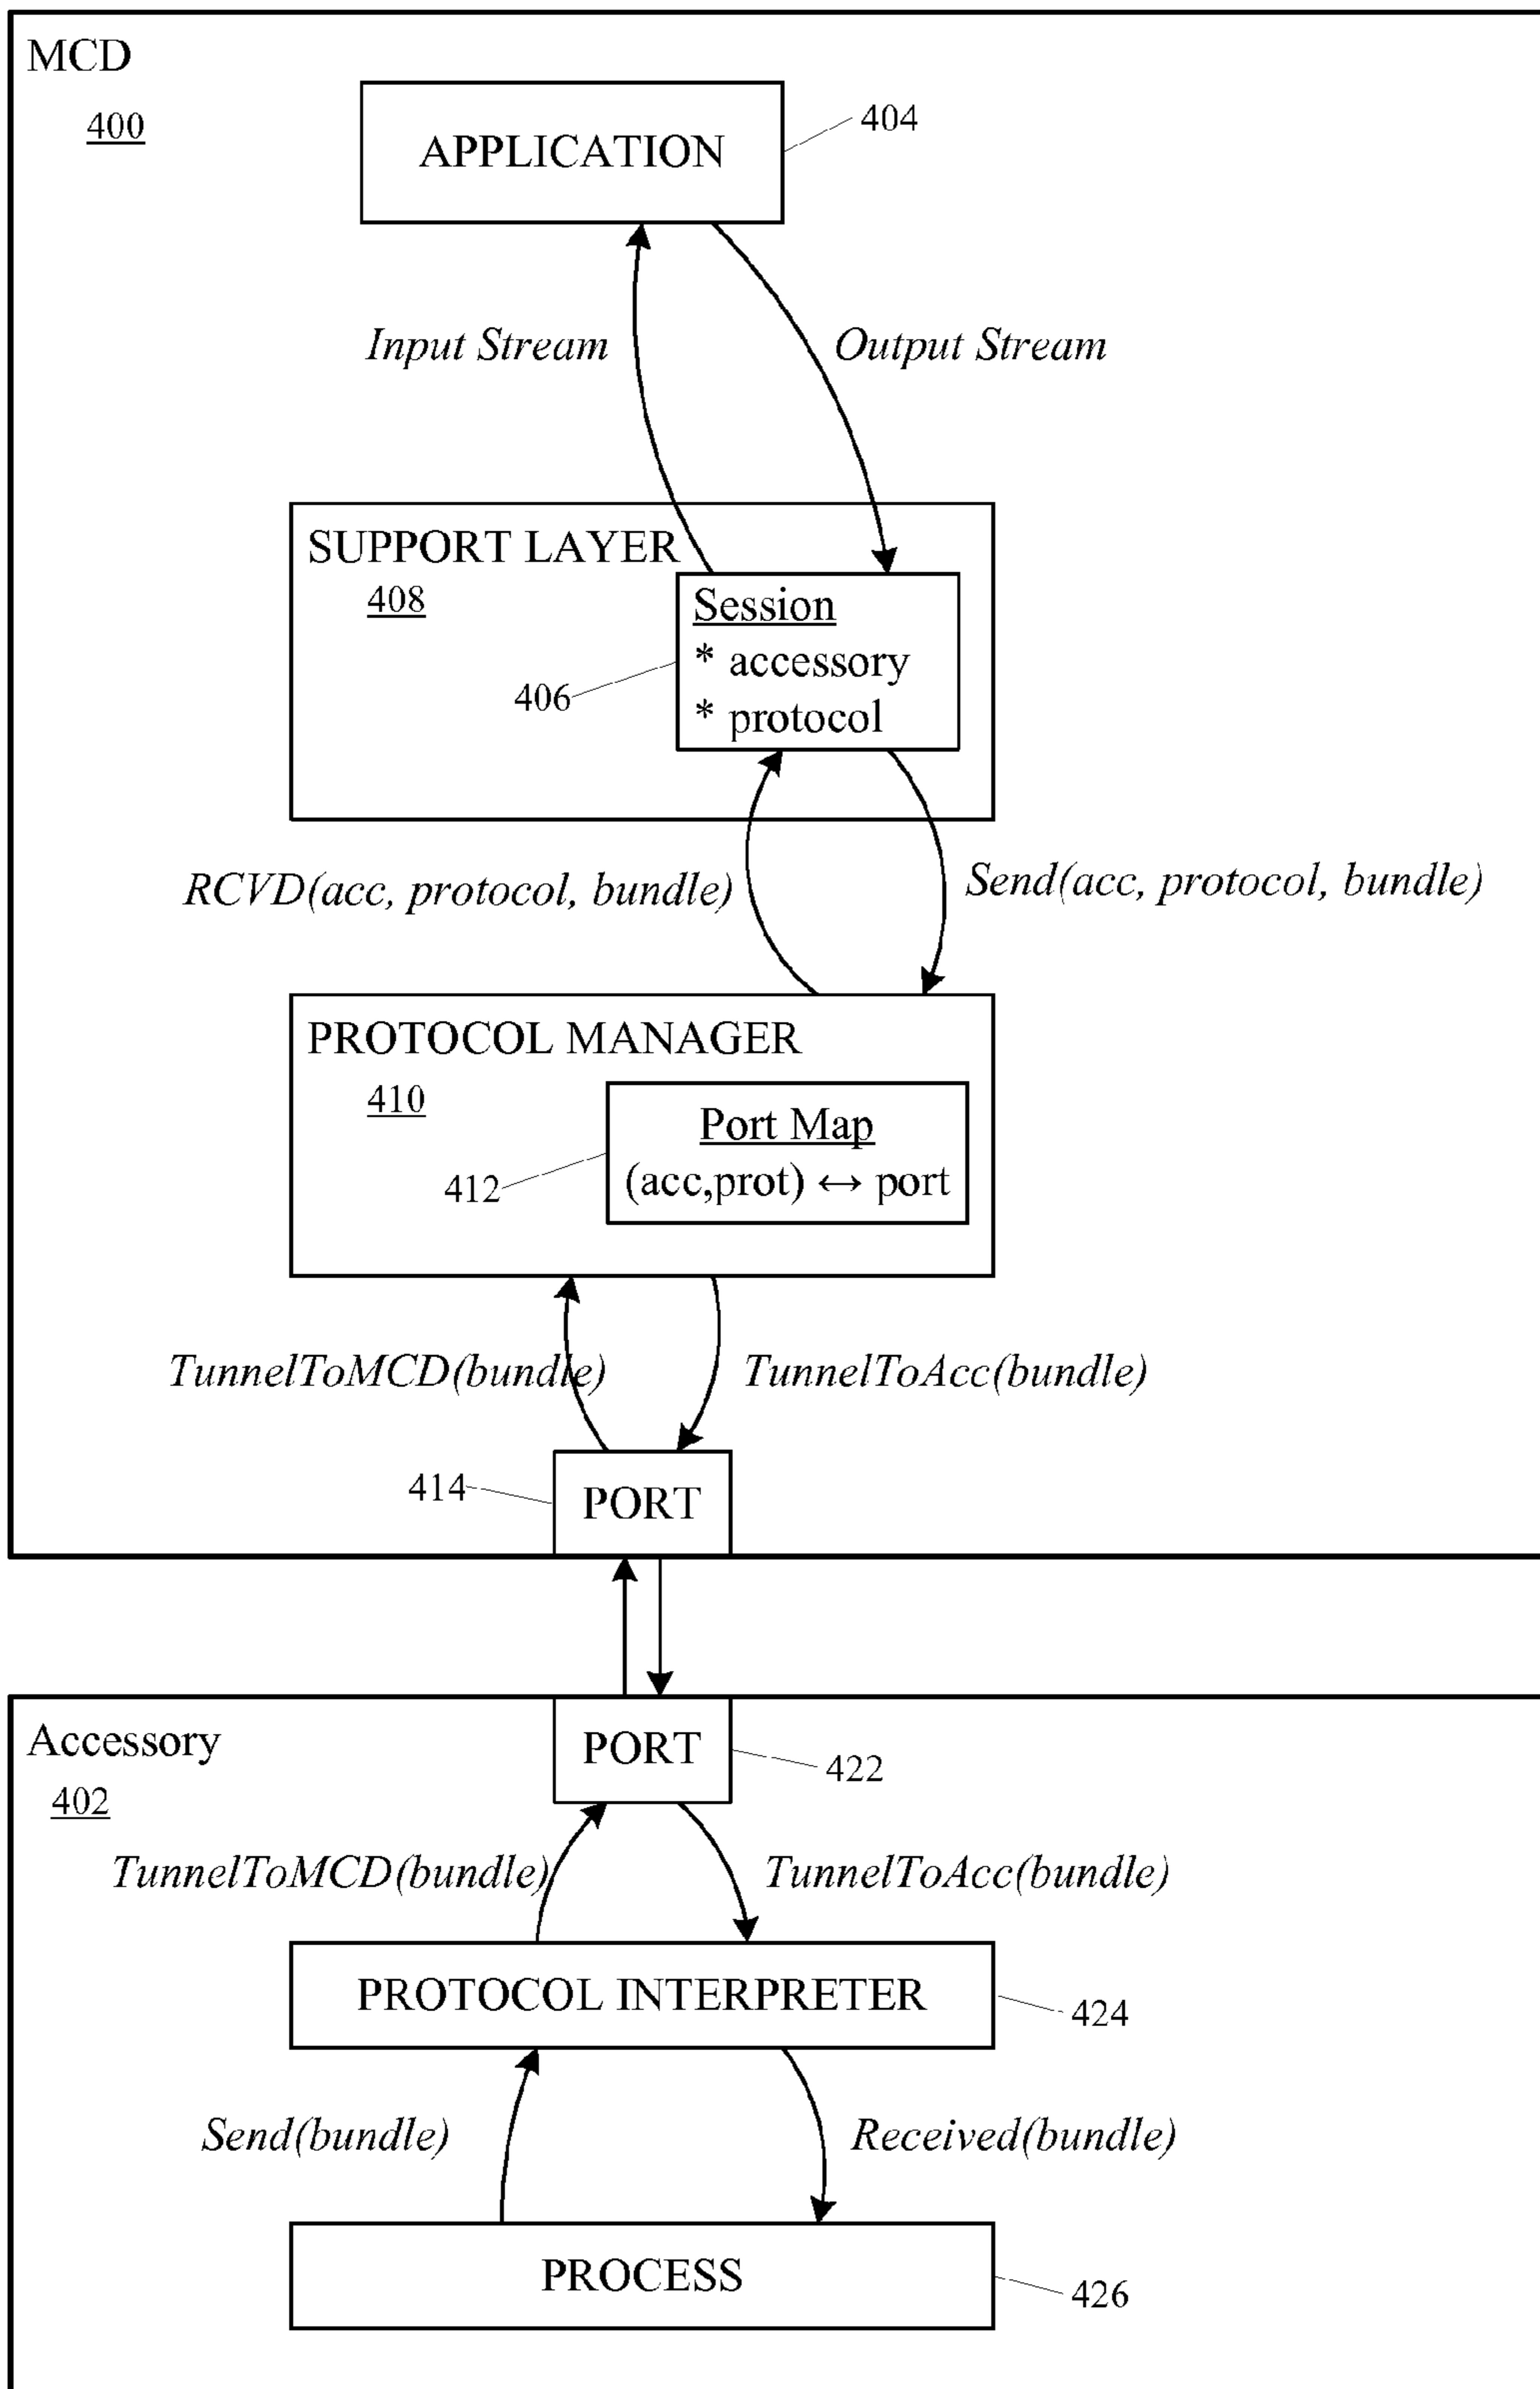 MCD
400
APPLICATION
404
Input Stream
Output Stream
SUPPORT LAYER
408
Session
* accessory
* protocol
406
RCVD(acc, protocol, bundle)
Send(acc, protocol, bundle)
PROTOCOL MANAGER
410
Port Map
(acc,prot) ↔ port
412
TunnelToMCD(bundle)
TunnelToAcc(bundle)
414
PORT
Accessory
402
PORT
422
TunnelToMCD(bundle)
TunnelToAcc(bundle)
PROTOCOL INTERPRETER
424
Send(bundle)
Received(bundle)
PROCESS
426